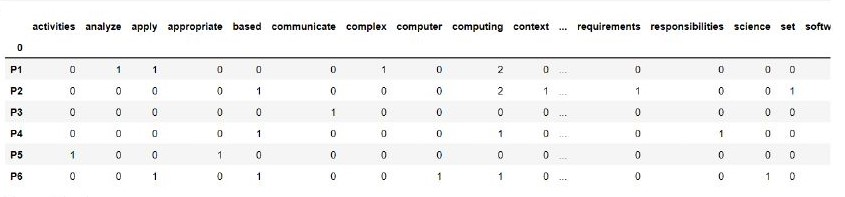 activities analyze apply appropriate based communicate complex computer computing context ... requirements responsibilities science set softw
0
P1 0 1 1 0 0 0 1 0 2 0 ... 0 0 0 0
P2 0 0 0 0 1 0 0 0 2 1 ... 1 0 0 1
P3 0 0 0 0 0 1 0 0 0 0 ... 0 0 0 0
P4 0 0 0 0 1 0 0 0 1 0 ... 0 1 0 0
P5 1 0 0 1 0 0 0 0 0 0 ... 0 0 0 0
P6 0 0 1 0 1 0 0 1 1 0 ... 0 0 1 0